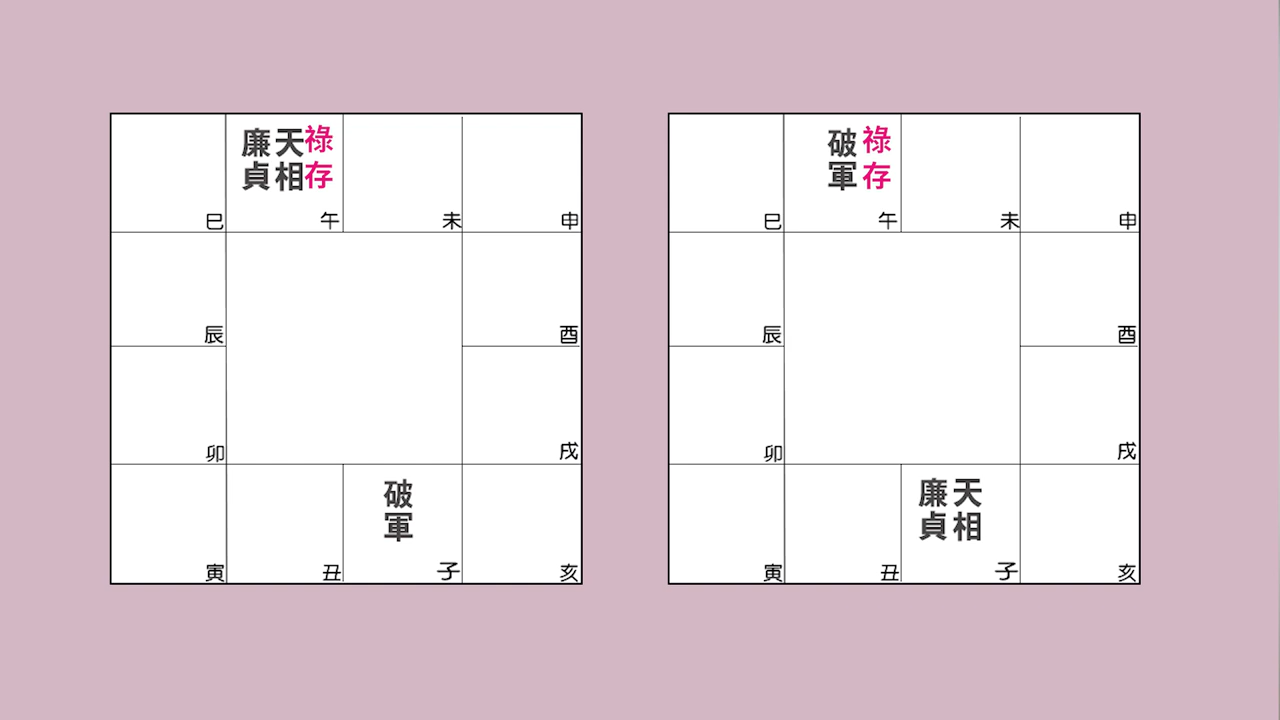 廉貞 天相 祿存
巳 午 未 申
辰 酉
卯 戌
破軍
寅 丑 子 亥
破軍 祿存
巳 午 未 申
辰 酉
卯 戌
廉貞 天相
寅 丑 子 亥